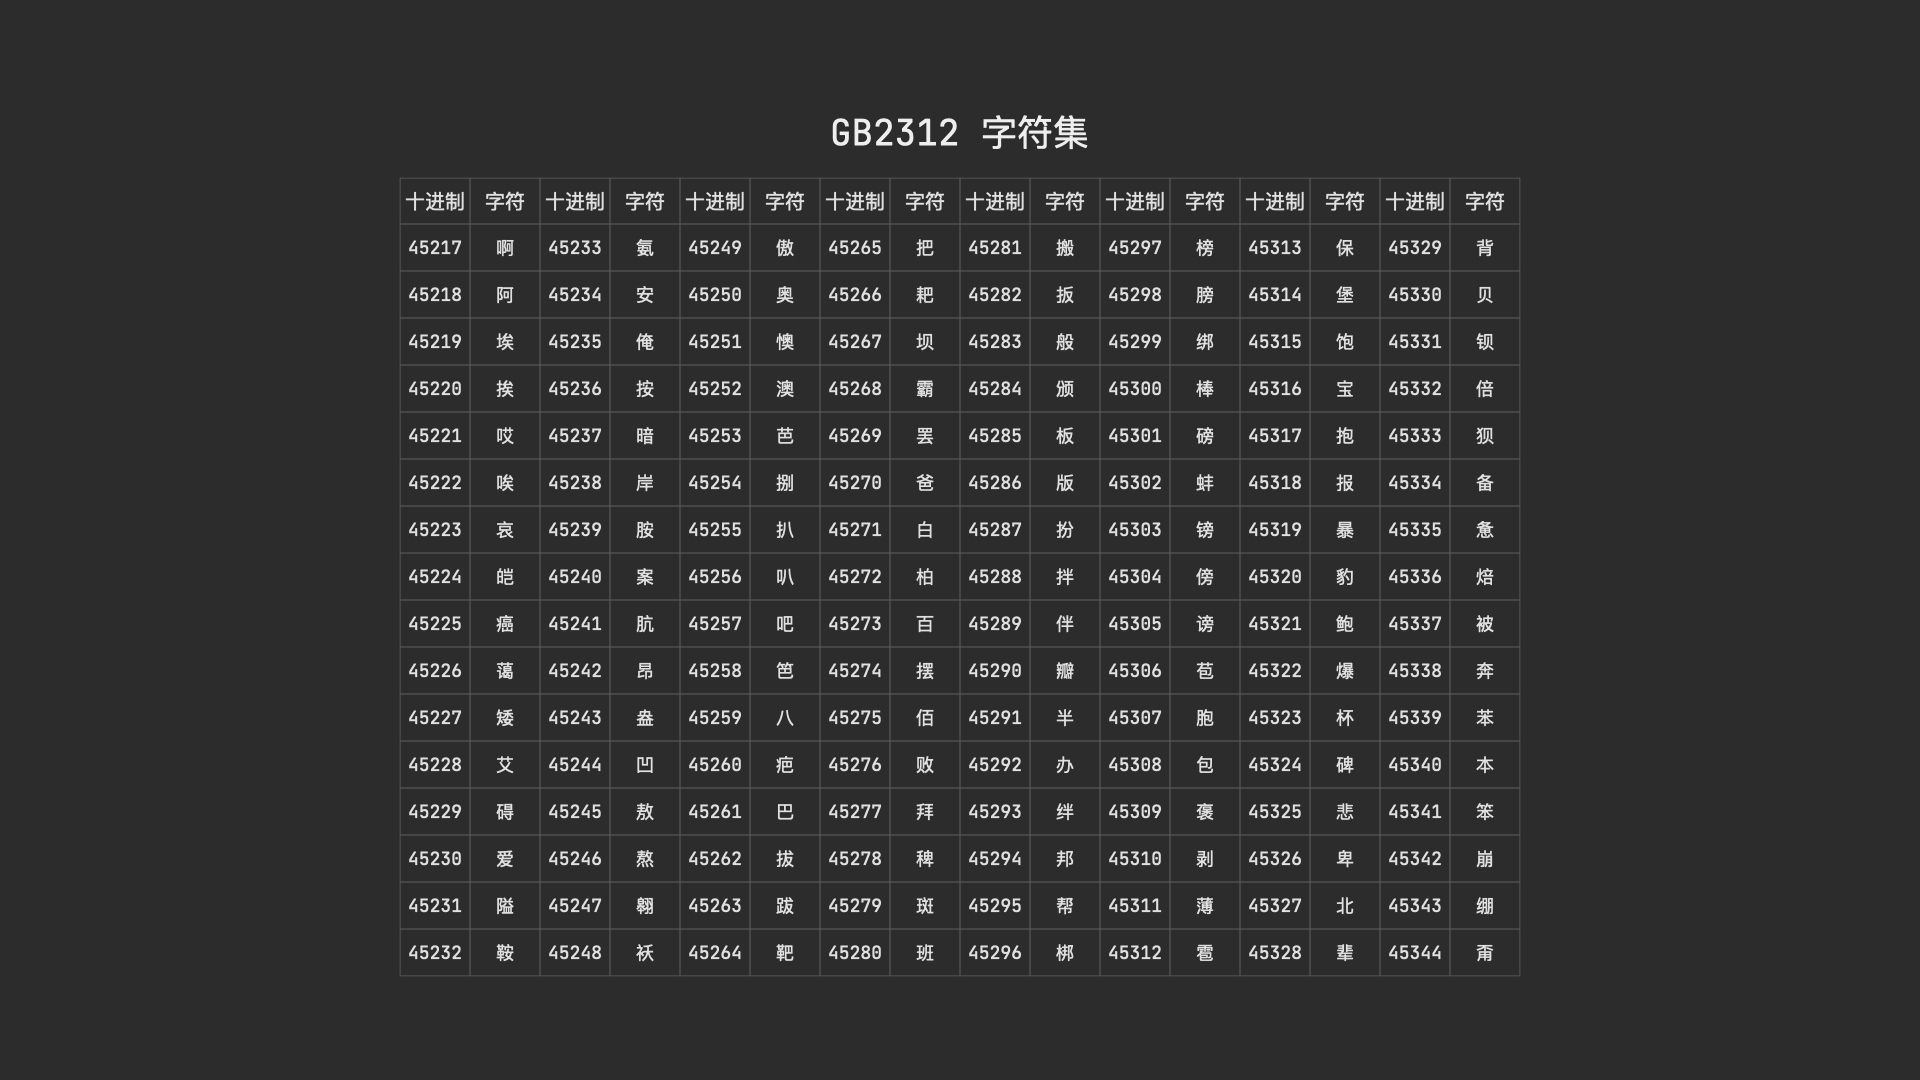 GB2312 字符集
十进制 字符 十进制 字符 十进制 字符 十进制 字符 十进制 字符 十进制 字符 十进制 字符 十进制 字符
45217 啊 45233 氨 45249 傲 45265 把 45281 搬 45297 榜 45313 保 45329 背
45218 阿 45234 安 45250 奥 45266 耙 45282 扳 45298 膀 45314 堡 45330 贝
45219 埃 45235 俺 45251 懊 45267 坝 45283 般 45299 绑 45315 饱 45331 钡
45220 挨 45236 按 45252 澳 45268 霸 45284 颁 45300 棒 45316 宝 45332 倍
45221 哎 45237 暗 45253 芭 45269 罢 45285 板 45301 磅 45317 抱 45333 狈
45222 唉 45238 岸 45254 捌 45270 爸 45286 版 45302 蚌 45318 报 45334 备
45223 哀 45239 胺 45255 扒 45271 白 45287 扮 45303 镑 45319 暴 45335 惫
45224 皑 45240 案 45256 叭 45272 柏 45288 拌 45304 傍 45320 豹 45336 焙
45225 癌 45241 肮 45257 吧 45273 百 45289 伴 45305 谤 45321 鲍 45337 被
45226 蔼 45242 昂 45258 笆 45274 摆 45290 瓣 45306 苞 45322 爆 45338 奔
45227 矮 45243 盎 45259 八 45275 佰 45291 半 45307 胞 45323 杯 45339 苯
45228 艾 45244 凹 45260 疤 45276 败 45292 办 45308 包 45324 碑 45340 本
45229 碍 45245 敖 45261 巴 45277 拜 45293 绊 45309 褒 45325 悲 45341 笨
45230 爱 45246 熬 45262 拔 45278 稗 45294 邦 45310 剥 45326 卑 45342 崩
45231 隘 45247 翱 45263 跋 45279 斑 45295 帮 45311 薄 45327 北 45343 绷
45232 鞍 45248 袄 45264 靶 45280 班 45296 梆 45312 雹 45328 辈 45344 甭